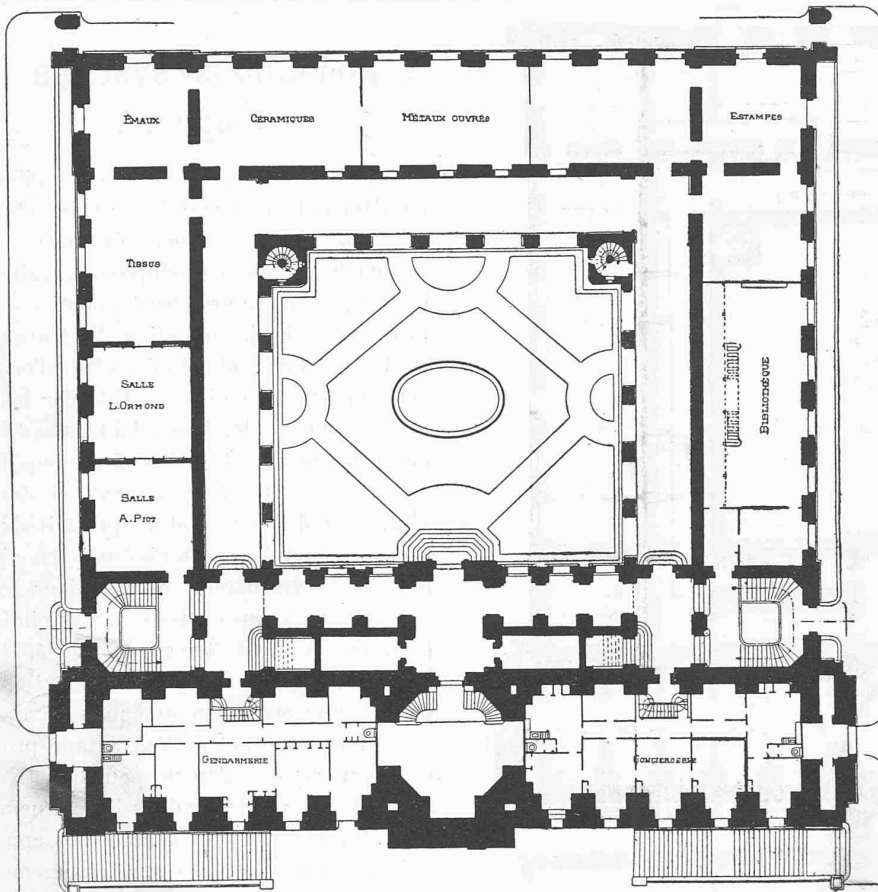 ÉMAUX
CÉRAMIQUES
MÉTAUX OUVRÉS
ESTAMPES
TISSUS
SALLE
L. ORMOND
BIBLIOTHÈQUE
SALLE
A. PIOT
GENDARMERIE
CONCIERGERIE